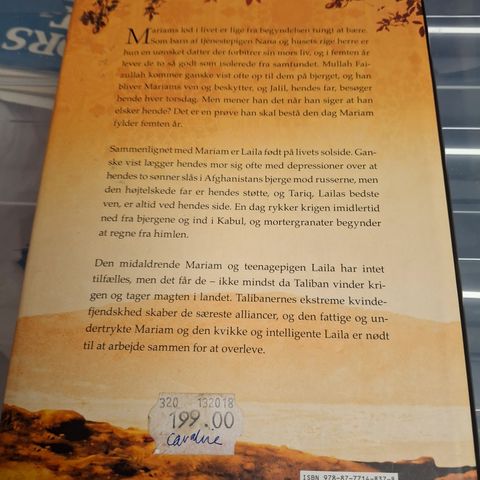 Mariams lod i livet er lige fra begyndelsen tungt at bære.
Som barn af tjenestepigen Nana og husets rige herre er
hun en uønsket datter der forbitrer sin mors liv, og i femten år
lever de to så godt som isolerede fra samfundet. Mullah Fai-
zullah kommer ganske vist ofte op til dem på bjerget, og han
bliver Mariams ven og beskytter, og Jalil, hendes far, besøger
hende hver torsdag. Men mener han det når han siger at han
elsker hende? Det er en prøve han skal bestå den dag Mariam
fylder femten år.
Sammenlignet med Mariam er Laila født på livets solside. Gan-
ske vist lægger hendes mor sig ofte med depressioner over at
hendes to sønner slås i Afghanistans bjerge mod russerne, men
den højtelskede far er hendes støtte, og Tariq, Lailas bedste
ven, er altid ved hendes side. En dag rykker krigen imidlertid
ned fra bjergene og ind i Kabul, og mortergranater begynder
at regne fra himlen.
Den midaldrende Mariam og teenagepigen Laila har intet
tilfælles, men det får de – ikke mindst da Taliban vinder kri-
gen og tager magten i landet. Talibanernes ekstreme kvinde-
fjendskhed skaber de særeste alliancer, og den fattige og un-
dertrykte Mariam og den kvikke og intelligente Laila er nødt
til at arbejde sammen for at overleve.
320 132018
199.00
Caroline
ISBN 978-87-7714-837-8